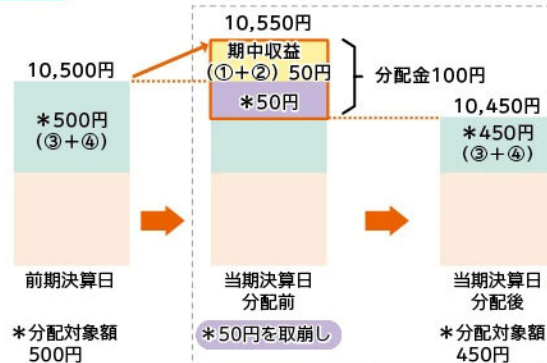 10,550円
10,500円
期中収益
(①+②) 50円
分配金100円
*50円
*500円
(③+④)
10,450円
*450円
(③+④)
前期決算日
当期決算日
分配前
当期決算日
分配後
*分配対象額
500円
*50円を取崩し
*分配対象額
450円